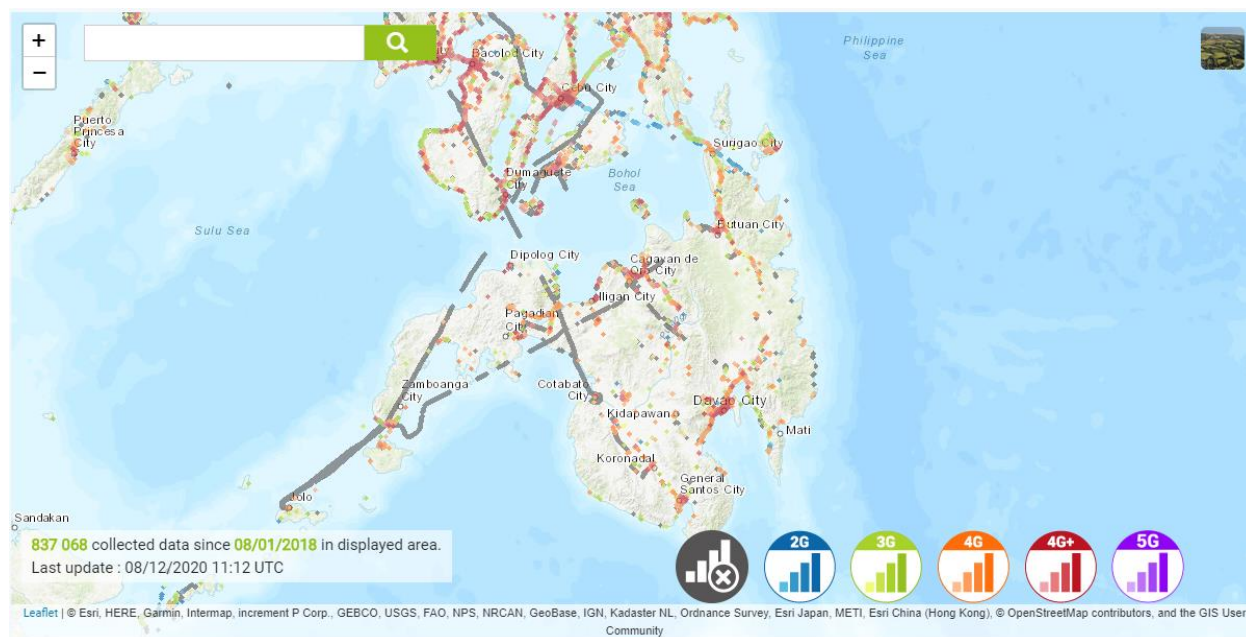 +
−
Bacolod City
Cebu City
Philippine
Sea
Puerto
Princesa
City
Surigao City
Dumaguete
City
Bohol
Sea
Sulu Sea
Butuan City
Dipolog City
Cagayan de
Oro City
Iligan City
Pagadian
City
Zamboanga
City
Cotabato
City
Kidapawan
Davao City
Mati
Koronadal
General
Santos City
Jolo
Sandakan
837 068 collected data since 08/01/2018 in displayed area.
Last update : 08/12/2020 11:12 UTC
2G
3G
4G
4G+
5G
Leaflet | © Esri, HERE, Garmin, Intermap, increment P Corp., GEBCO, USGS, FAO, NPS, NRCAN, GeoBase, IGN, Kadaster NL, Ordnance Survey, Esri Japan, METI, Esri China (Hong Kong), © OpenStreetMap contributors, and the GIS User
Community